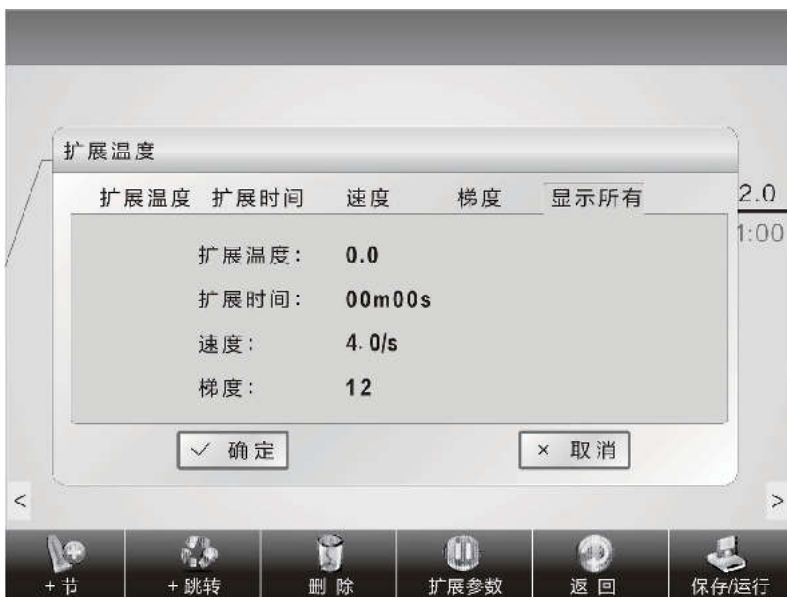 扩展温度
扩展温度 扩展时间 速度 梯度 显示所有
2.0
1:00
扩展温度: 0.0
扩展时间: 00m00s
速度: 4.0/s
梯度: 12
✓ 确定 × 取消
< >
+节 +跳转 删除 扩展参数 返回 保存/运行